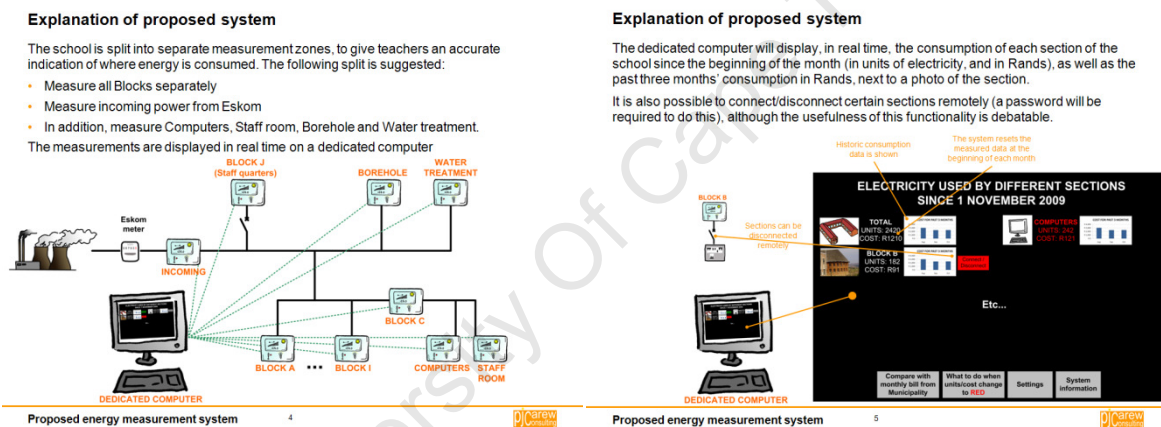 Explanation of proposed system
The school is split into separate measurement zones, to give teachers an accurate
indication of where energy is consumed. The following split is suggested:
• Measure all Blocks separately
• Measure incoming power from Eskom
• In addition, measure Computers, Staff room, Borehole and Water treatment.
The measurements are displayed in real time on a dedicated computer
BLOCK J
(Staff quarters)
BOREHOLE
WATER
TREATMENT
Eskom
meter
INCOMING
BLOCK C
BLOCK A
...
BLOCK I
COMPUTERS
STAFF
ROOM
DEDICATED COMPUTER
Proposed energy measurement system
4
Carew
Consulting
Explanation of proposed system
The dedicated computer will display, in real time, the consumption of each section of the
school since the beginning of the month (in units of electricity, and in Rands), as well as the
past three months' consumption in Rands, next to a photo of the section.
It is also possible to connect/disconnect certain sections remotely (a password will be
required to do this), although the usefulness of this functionality is debatable.
Historic consumption
data is shown
The system resets the
measured data at the
beginning of each month
BLOCK B
Sections can be
disconnected
remotely
ELECTRICITY USED BY DIFFERENT SECTIONS
SINCE 1 NOVEMBER 2009
TOTAL
UNITS: 2420
COST: R1210
COMPUTERS
UNITS: 242
COST: R121
BLOCK B
UNITS: 182
COST: R91
Etc...
Compare with
monthly bill from
Municipality
What to do when
units/cost change
to RED
Settings
System
information
DEDICATED COMPUTER
Proposed energy measurement system
5
Carew
Consulting